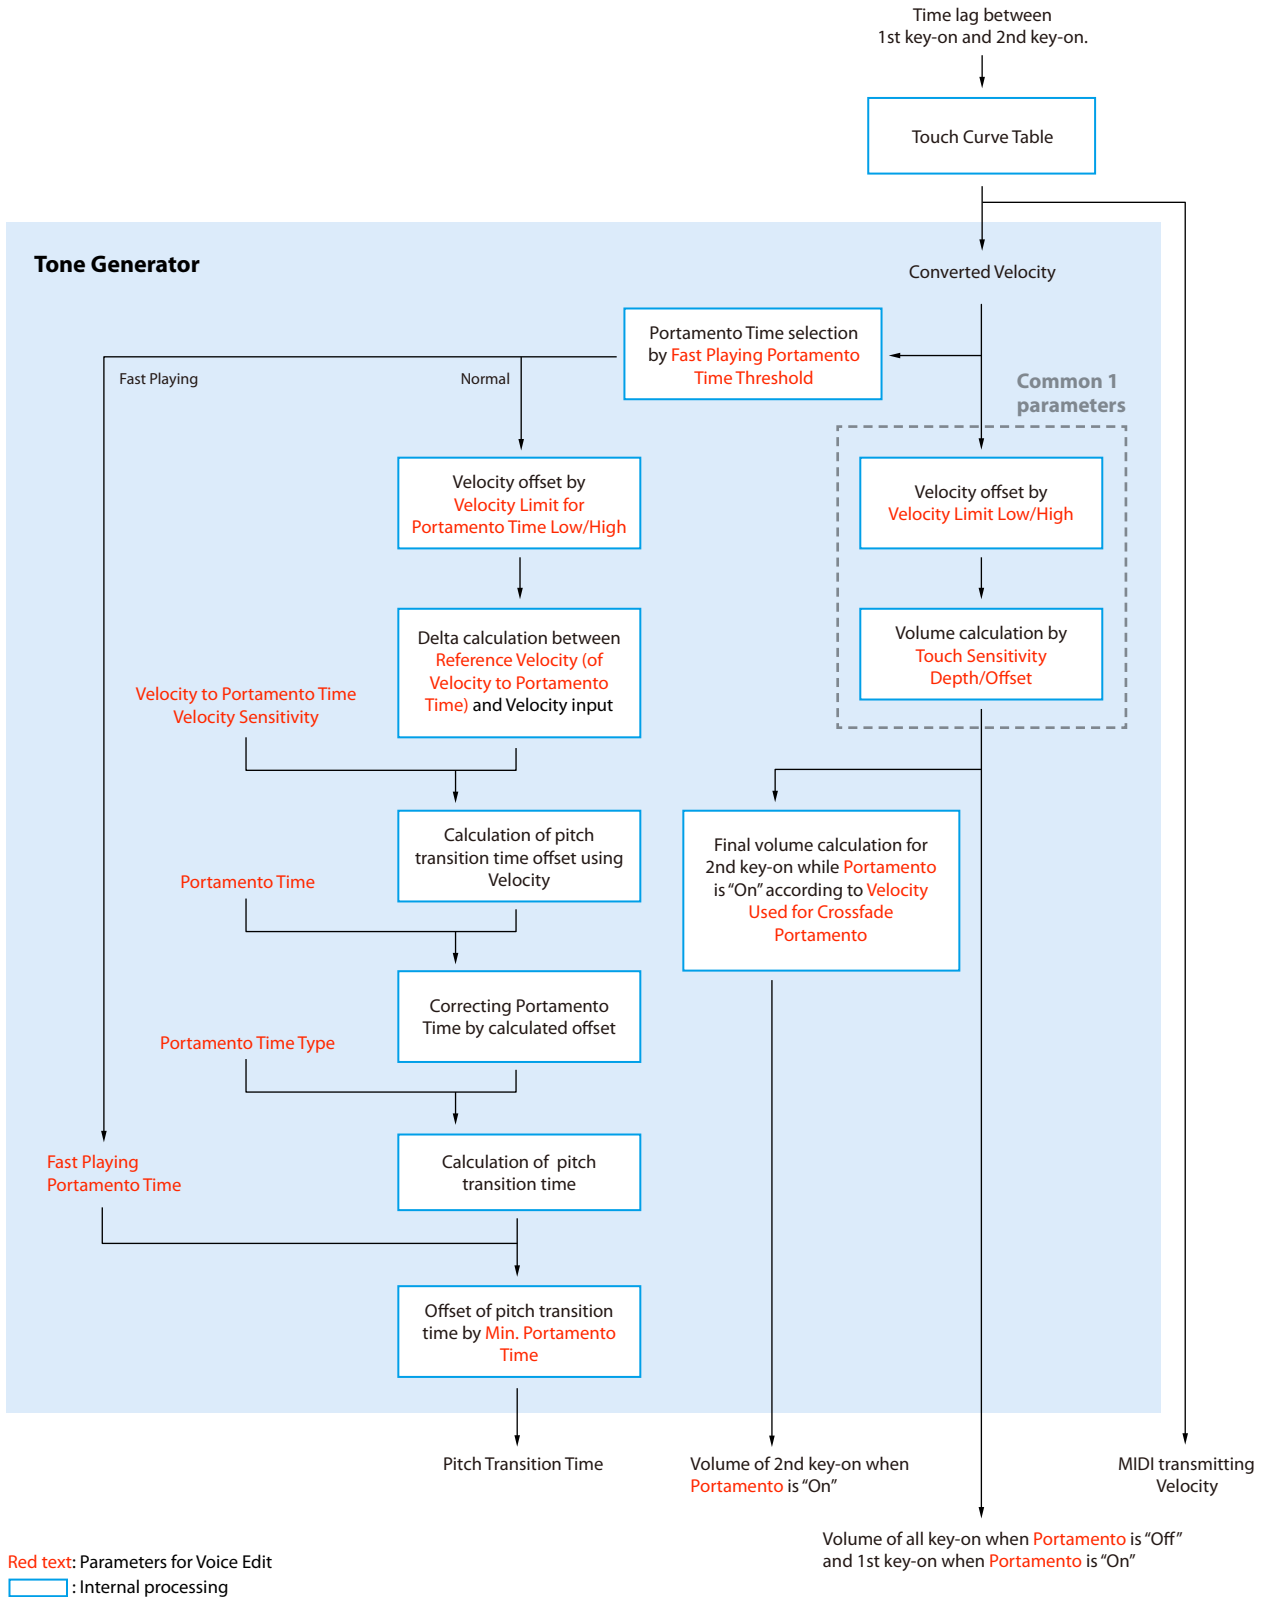 Time lag between
1st key-on and 2nd key-on.
Touch Curve Table
Tone Generator
Converted Velocity
Portamento Time selection
by Fast Playing Portamento
Time Threshold
Fast Playing
Normal
Common 1
parameters
Velocity offset by
Velocity Limit for
Portamento Time Low/High
Velocity offset by
Velocity Limit Low/High
Delta calculation between
Reference Velocity (of
Velocity to Portamento
Time) and Velocity input
Volume calculation by
Touch Sensitivity
Depth/Offset
Velocity to Portamento Time
Velocity Sensitivity
Calculation of pitch
transition time offset using
Velocity
Final volume calculation for
2nd key-on while Portamento
is “On” according to Velocity
Used for Crossfade
Portamento
Portamento Time
Correcting Portamento
Time by calculated offset
Portamento Time Type
Calculation of pitch
transition time
Fast Playing
Portamento Time
Offset of pitch transition
time by Min. Portamento
Time
Pitch Transition Time
Volume of 2nd key-on when
Portamento is “On”
MIDI transmitting
Velocity
Volume of all key-on when Portamento is “Off”
and 1st key-on when Portamento is “On”
Red text: Parameters for Voice Edit
: Internal processing